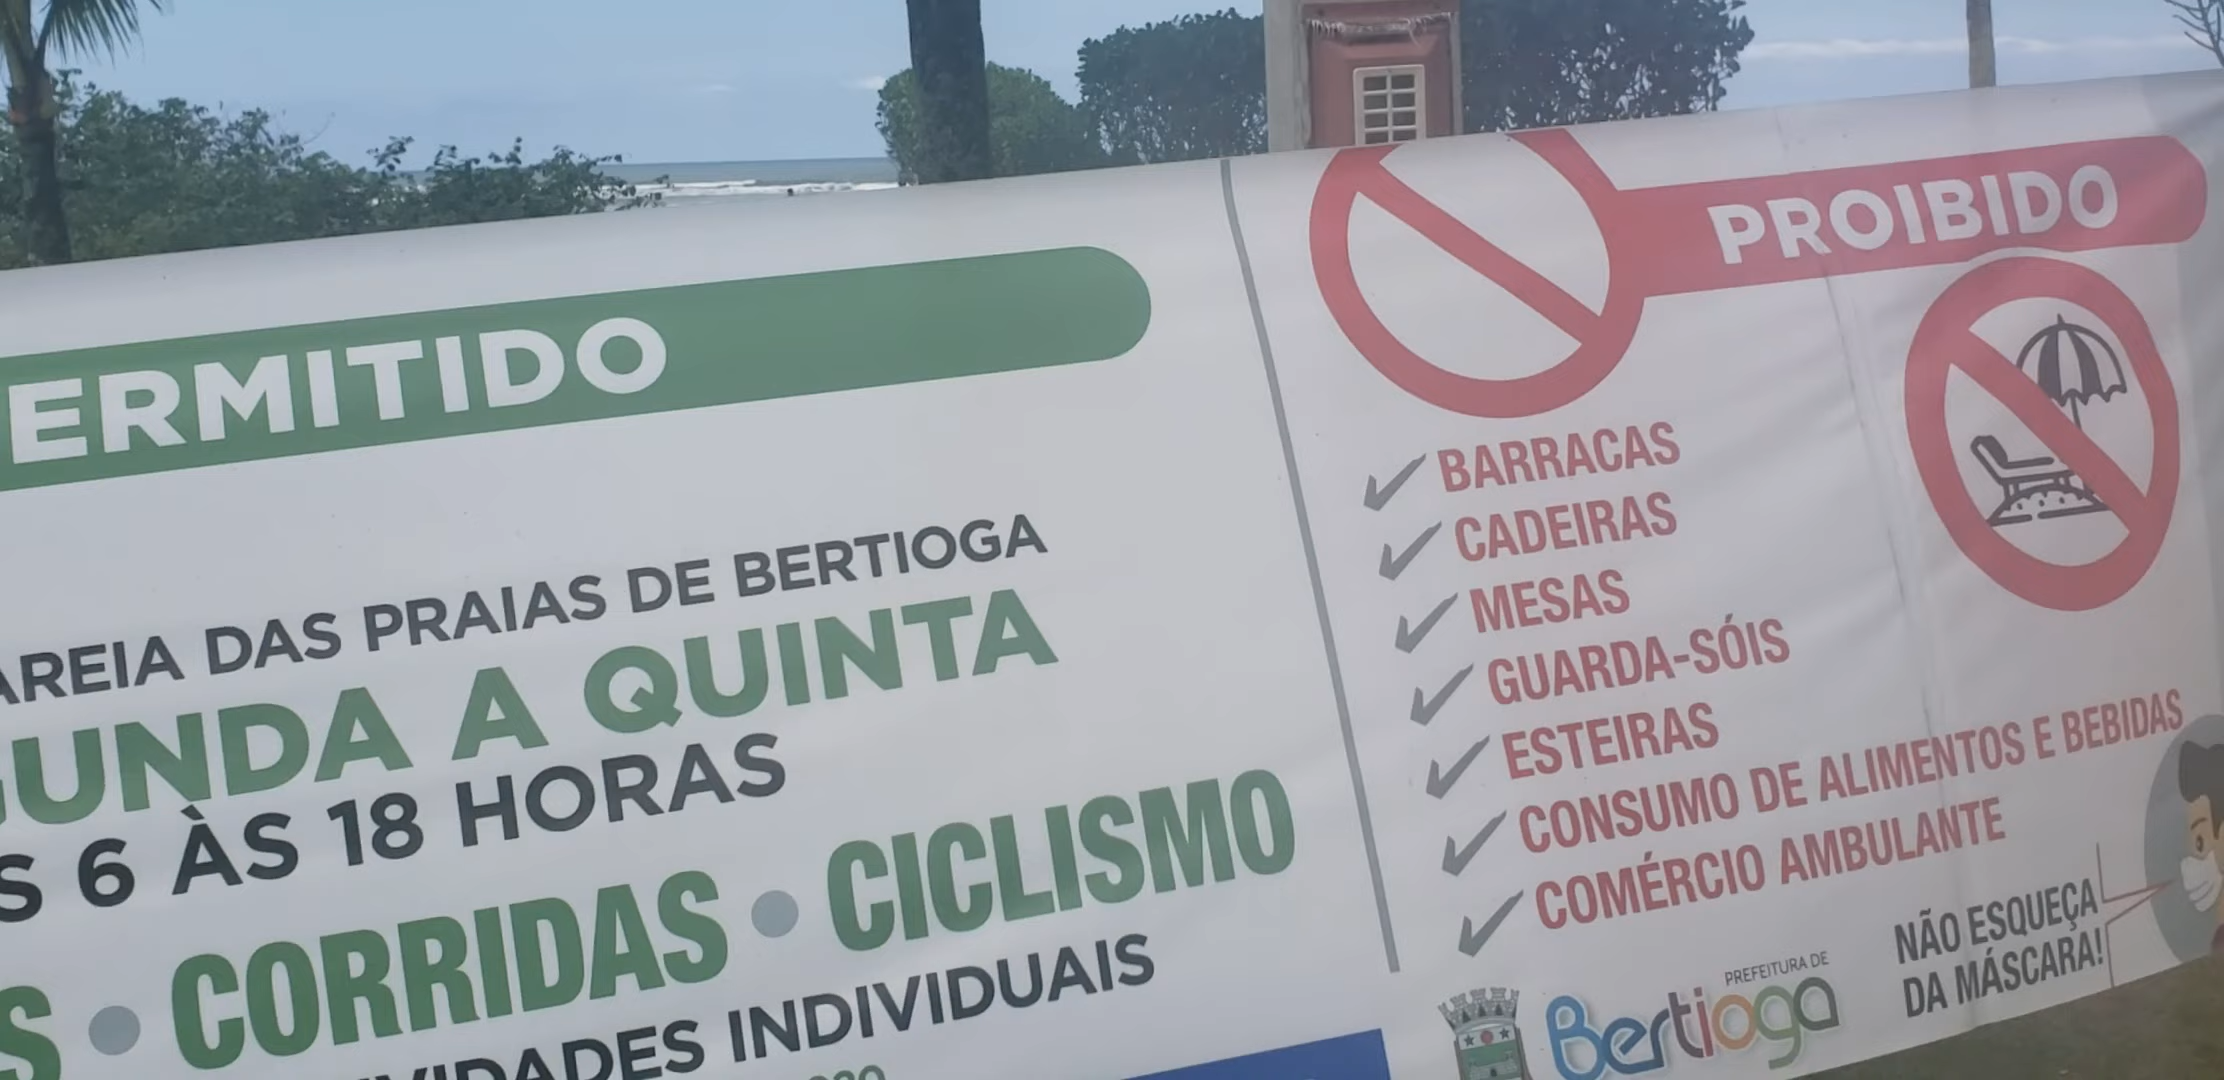 ERMITIDO
AREIA DAS PRAIAS DE BERTIOGA
GUNDA A QUINTA
S 6 ÀS 18 HORAS
S • CORRIDAS • CICLISMO
VIDADES INDIVIDUAIS
PROIBIDO
BARRACAS
CADEIRAS
MESAS
GUARDA-SÓIS
ESTEIRAS
CONSUMO DE ALIMENTOS E BEBIDAS
COMÉRCIO AMBULANTE
NÃO ESQUEÇA
DA MÁSCARA!
PREFEITURA DE
Bertioga